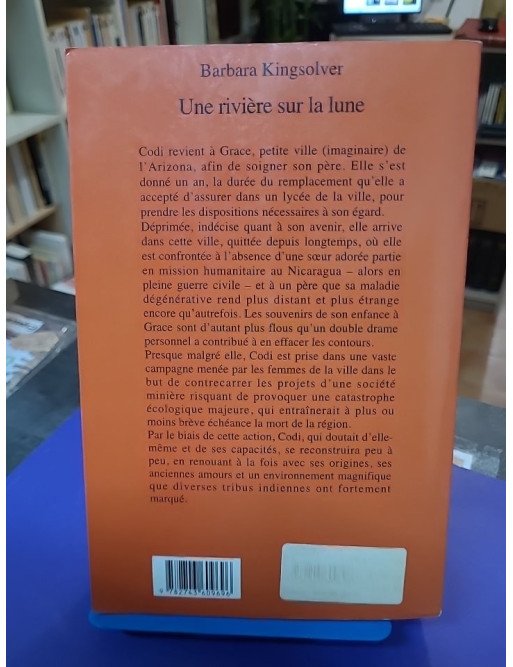 Barbara Kingsolver
Une rivière sur la lune
Codi revient à Grace, petite ville (imaginaire) de
l'Arizona, afin de soigner son père. Elle s'est
donné un an, la durée du remplacement qu'elle a
accepté d'assurer dans un lycée de la ville, pour
prendre les dispositions nécessaires à son égard.
Déprimée, indécise quant à son avenir, elle arrive
dans cette ville, quittée depuis longtemps, où elle
est confrontée à l'absence d'une sœur adorée partie
en mission humanitaire au Nicaragua – alors en
pleine guerre civile – et à un père que sa maladie
dégénérative rend plus distant et plus étrange
encore qu'autrefois. Les souvenirs de son enfance à
Grace sont d'autant plus flous qu'un double drame
personnel a contribué à en effacer les contours.
Presque malgré elle, Codi est prise dans une vaste
campagne menée par les femmes de la ville dans le
but de contrecarrer les projets d'une société
minière risquant de provoquer une catastrophe
écologique majeure, qui entraînerait à plus ou
moins brève échéance la mort de la région.
Par le biais de cette action, Codi, qui doutait d'elle-
même et de ses capacités, se reconstruira peu à
peu, en renouant à la fois avec ses origines, ses
anciennes amours et un environnement magnifique
que diverses tribus indiennes ont fortement
marqué.
9 782743 609696